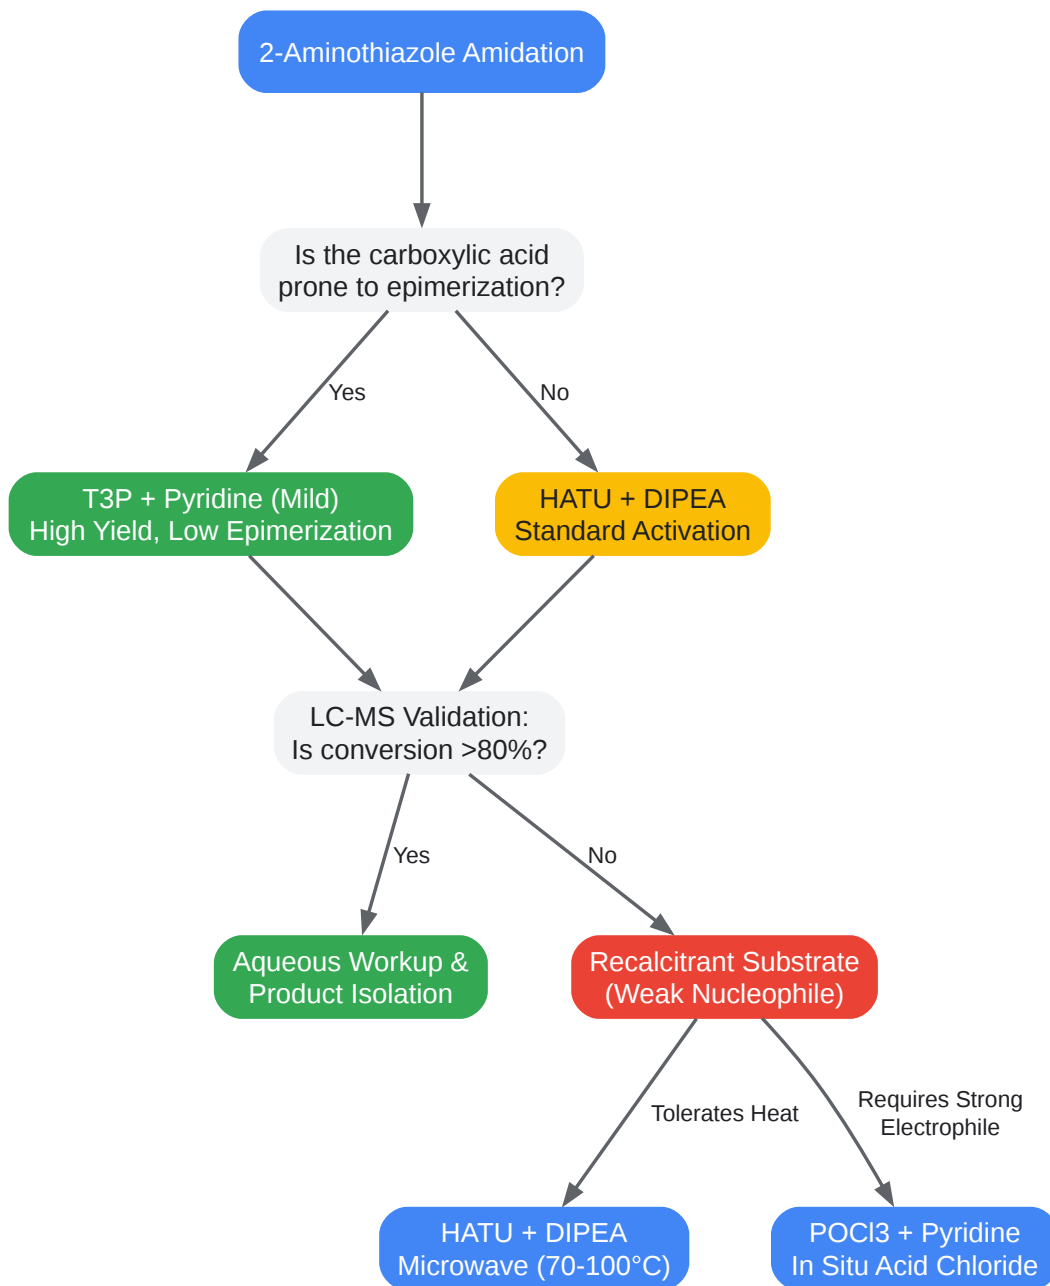 2-Aminothiazole Amidation
Is the carboxylic acid
prone to epimerization?
Yes
No
T3P + Pyridine (Mild)
High Yield, Low Epimerization
HATU + DIPEA
Standard Activation
LC-MS Validation:
Is conversion >80%?
Yes
No
Aqueous Workup &
Product Isolation
Recalcitrant Substrate
(Weak Nucleophile)
Tolerates Heat
Requires Strong
Electrophile
HATU + DIPEA
Microwave (70-100°C)
POCl3 + Pyridine
In Situ Acid Chloride